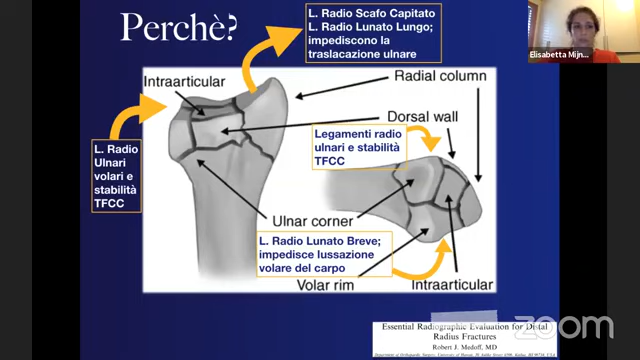 Perchè?
L. Radio Scafo Capitato
L. Radio Lunato Lungo;
impediscono la
traslacazione ulnare
Elisabetta Mijn...
Intraarticular
Radial column
Dorsal wall
L. Radio
Ulnari
volari e
stabilità
TFCC
Legamenti radio
ulnari e stabilità
TFCC
Ulnar corner
L. Radio Lunato Breve;
impedisce lussazione
volare del carpo
Volar rim
Intraarticular
zoom
Essential Radiographic Evaluation for Distal
Radius Fractures
Robert J. Medoff, MD